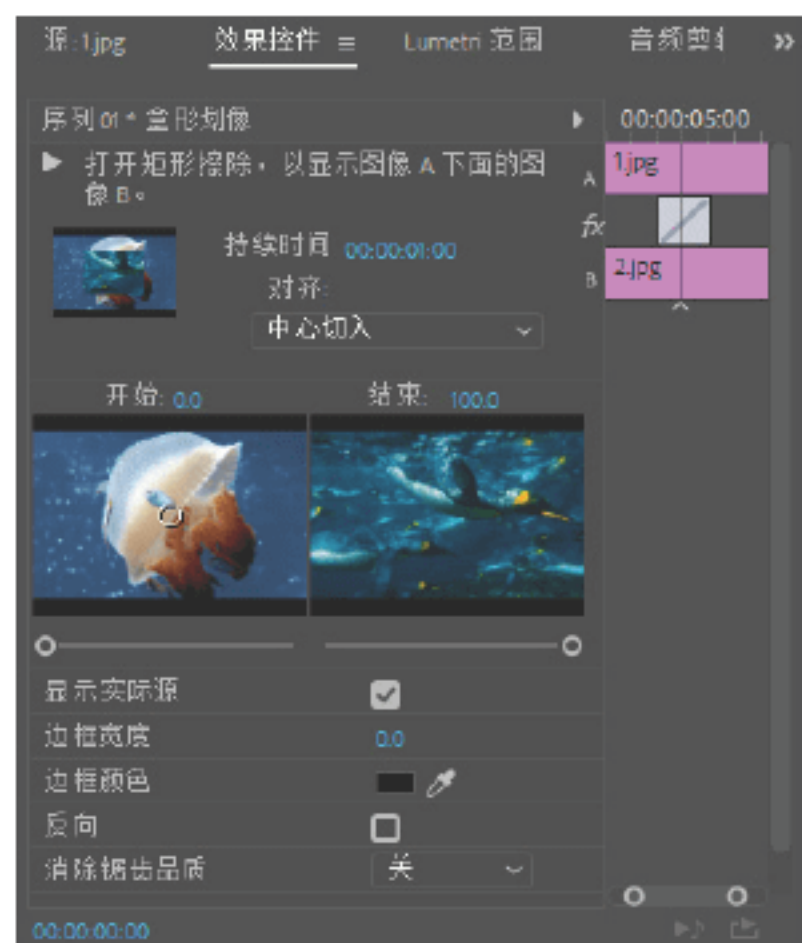 源:1.jpg 效果控件 ≡ Lumetri 范围 音频剪辑 »
序列 01 * 盒形划像 00:00:05:00
打开矩形擦除，以显示图像 A 下面的图
像 B。
A 1.jpg
fx
持续时间 00:00:01:00
B 2.jpg
对齐:
中心切入
开始: 0.0 结束: 100.0
显示实际源
边框宽度 0.0
边框颜色
反向
消除锯齿品质 关
00:00:00:00